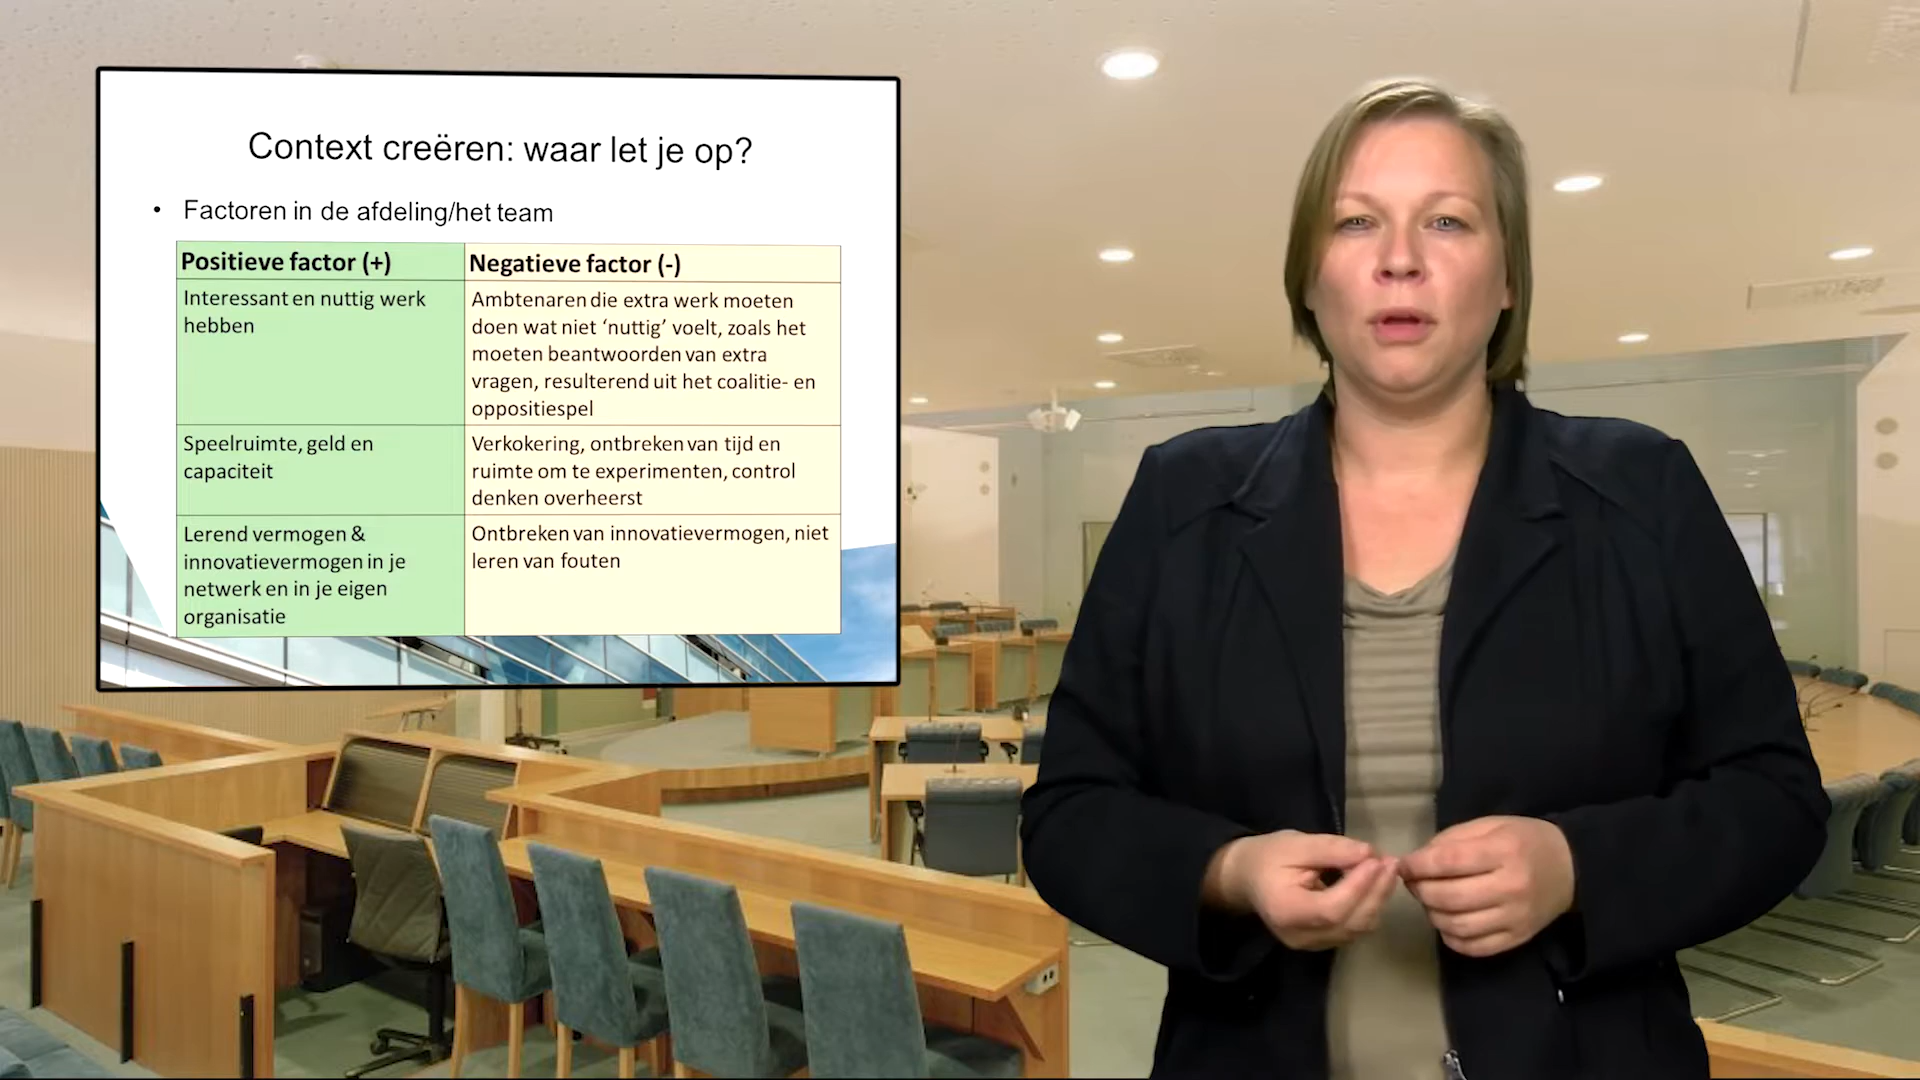 Context creëren: waar let je op?
• Factoren in de afdeling/het team
Positieve factor (+)
Negatieve factor (-)
Interessant en nuttig werk
hebben
Ambtenaren die extra werk moeten
doen wat niet ‘nuttig’ voelt, zoals het
moeten beantwoorden van extra
vragen, resulterend uit het coalitie- en
oppositiespel
Speelruimte, geld en
capaciteit
Verkokering, ontbreken van tijd en
ruimte om te experimenten, control
denken overheerst
Lerend vermogen &
innovatievermogen in je
netwerk en in je eigen
organisatie
Ontbreken van innovatievermogen, niet
leren van fouten